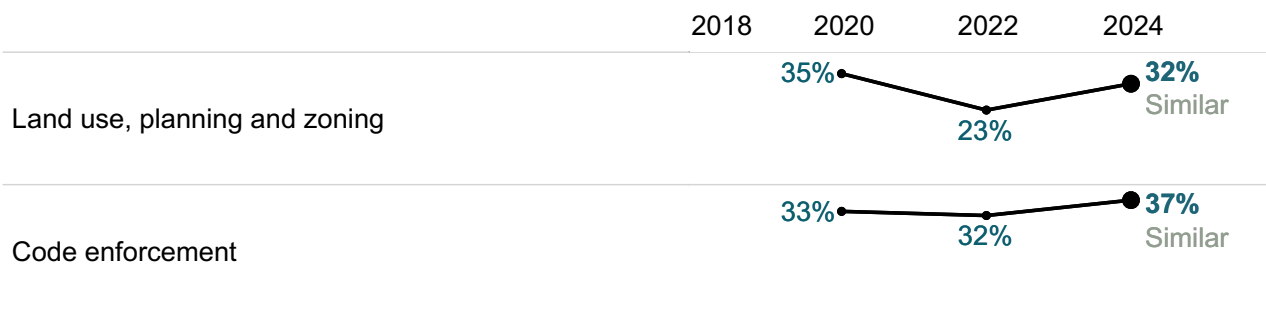 2018 2020 2022 2024
35% 32%
Similar
Land use, planning and zoning
23%
33% 37%
32% Similar
Code enforcement